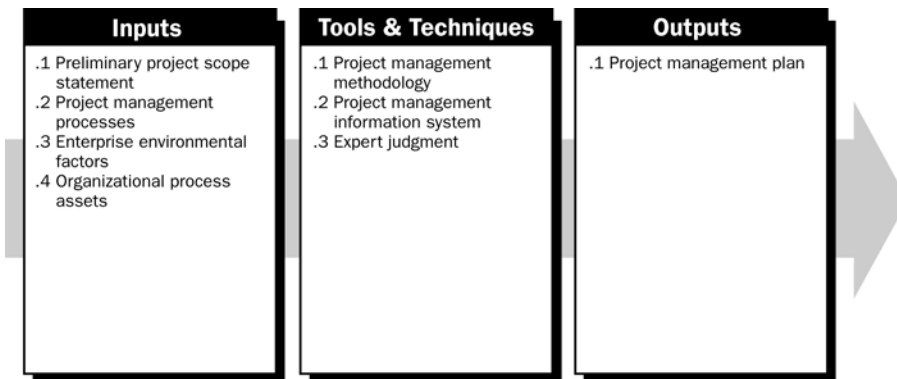 Inputs
.1 Preliminary project scope
statement
.2 Project management
processes
.3 Enterprise environmental
factors
.4 Organizational process
assets
Tools & Techniques
.1 Project management
methodology
.2 Project management
information system
.3 Expert judgment
Outputs
.1 Project management plan